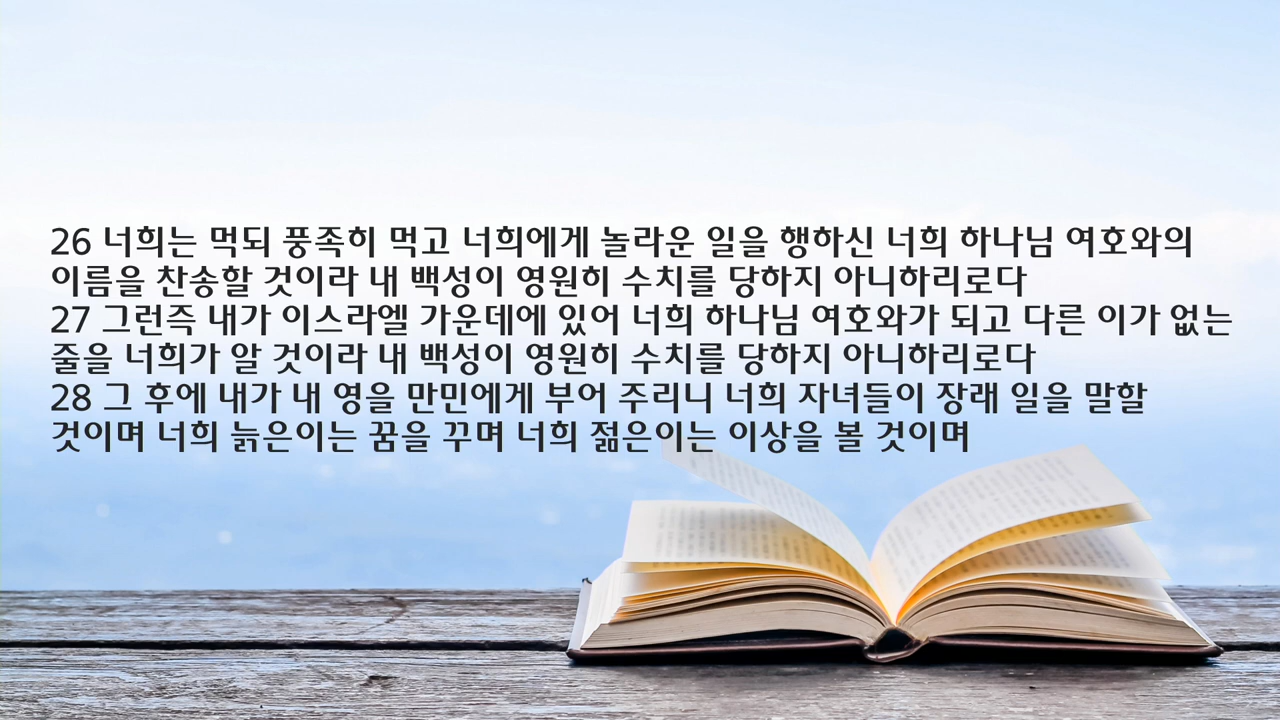 26 너희는 먹되 풍족히 먹고 너희에게 놀라운 일을 행하신 너희 하나님 여호와의
이름을 찬송할 것이라 내 백성이 영원히 수치를 당하지 아니하리로다
27 그런즉 내가 이스라엘 가운데에 있어 너희 하나님 여호와가 되고 다른 이가 없는
줄을 너희가 알 것이라 내 백성이 영원히 수치를 당하지 아니하리로다
28 그 후에 내가 내 영을 만민에게 부어 주리니 너희 자녀들이 장래 일을 말할
것이며 너희 늙은이는 꿈을 꾸며 너희 젊은이는 이상을 볼 것이며